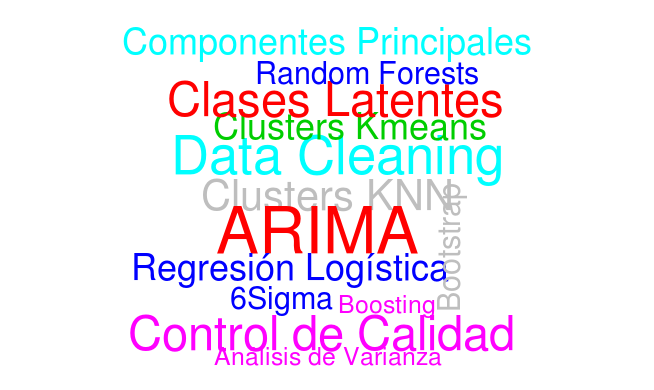 Componentes Principales
Random Forests
Clases Latentes
Clusters Kmeans
Data Cleaning
Clusters KNN
Bootstrap
ARIMA
Regresión Logística
6Sigma
Boosting
Control de Calidad
Análisis de Varianza